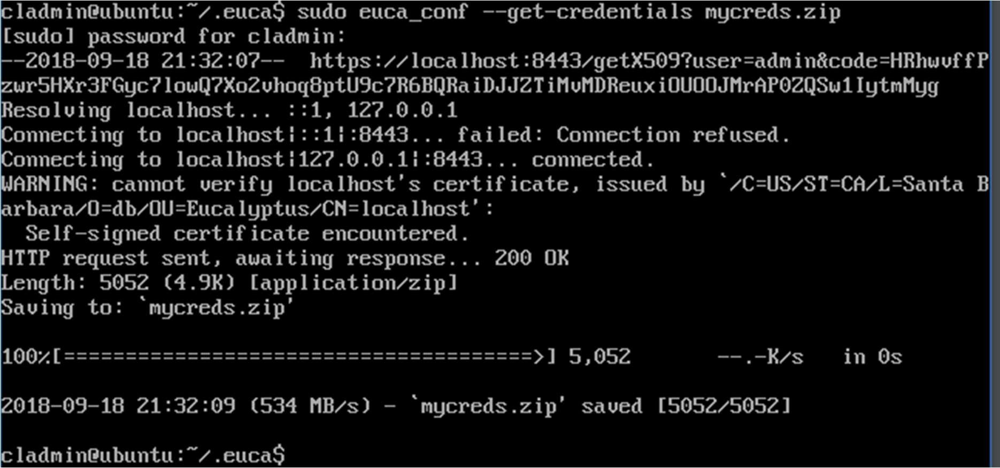 cladmin@ubuntu:~/.euca$ sudo euca_conf --get-credentials mycreds.zip
[sudo] password for cladmin:
--2018-09-18 21:32:07--  https://localhost:8443/getX509?user=admin&code=HRhwvffP
zwr5HXr3FGyc7lowQ7Xo2vhoq8ptU9c7R6BQRaiDJJZTiMvMDReuxiOUOOJMrAP0ZQSw1IytmMyg
Resolving localhost... ::1, 127.0.0.1
Connecting to localhost|::1|:8443... failed: Connection refused.
Connecting to localhost|127.0.0.1|:8443... connected.
WARNING: cannot verify localhost's certificate, issued by `/C=US/ST=CA/L=Santa B
arbara/O=db/OU=Eucalyptus/CN=localhost':
  Self-signed certificate encountered.
HTTP request sent, awaiting response... 200 OK
Length: 5052 (4.9K) [application/zip]
Saving to: `mycreds.zip'
100%[======================================>] 5,052       --.-K/s   in 0s
2018-09-18 21:32:09 (534 MB/s) - `mycreds.zip' saved [5052/5052]
cladmin@ubuntu:~/.euca$